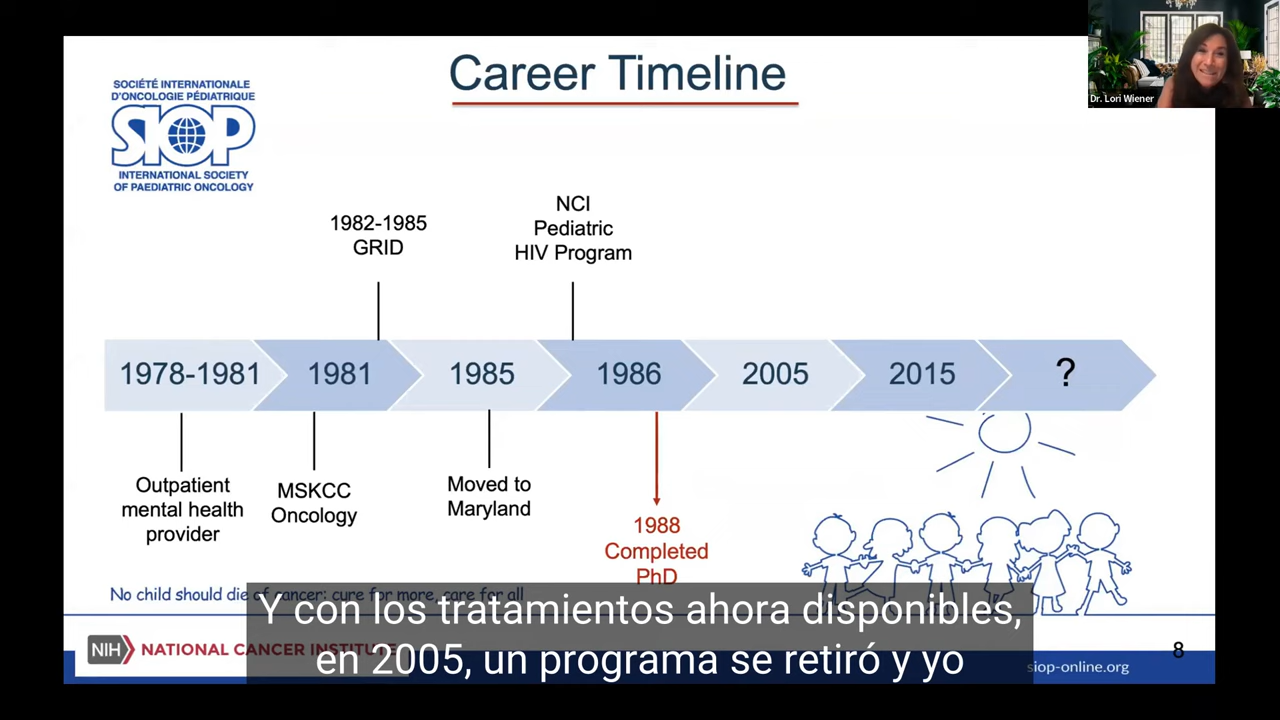 Career Timeline
Dr. Lori Wiener
SOCIÉTÉ INTERNATIONALE
D'ONCOLOGIE PÉDIATRIQUE
SIOP
INTERNATIONAL SOCIETY
OF PAEDIATRIC ONCOLOGY
1982-1985
GRID
NCI
Pediatric
HIV Program
1978-1981
1981
1985
1986
2005
2015
?
Outpatient
mental health
provider
MSKCC
Oncology
Moved to
Maryland
1988
Completed
PhD
No child should die of cancer: cure for more, care for all
Y con los tratamientos ahora disponibles,
en 2005, un programa se retiró y yo
NIH NATIONAL CANCER INSTITUTE
8
siop-online.org